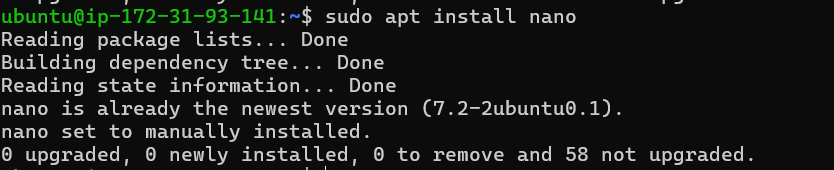 ubuntu@ip-172-31-93-141:~$ sudo apt install nano
Reading package lists... Done
Building dependency tree... Done
Reading state information... Done
nano is already the newest version (7.2-2ubuntu0.1).
nano set to manually installed.
0 upgraded, 0 newly installed, 0 to remove and 58 not upgraded.